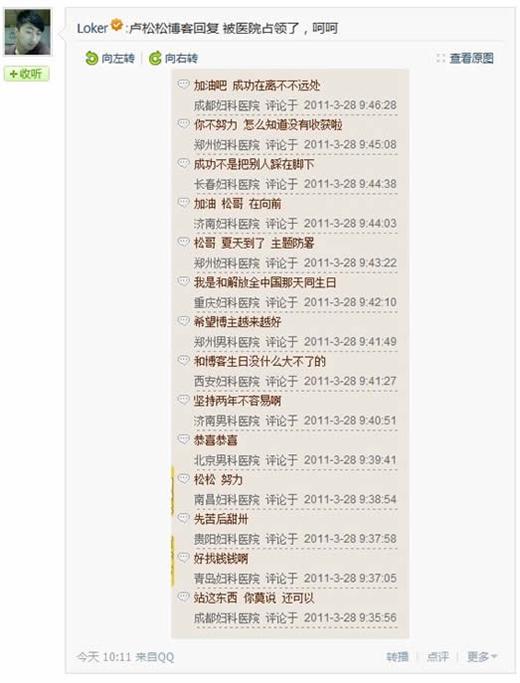 Loker :卢松松博客回复 被医院占领了，呵呵
+收听
向左转 向右转 查看原图
加油吧 成功在离不不远处
成都妇科医院 评论于 2011-3-28 9:46:28
你不努力 怎么知道没有收获啦
郑州妇科医院 评论于 2011-3-28 9:45:08
成功不是把别人踩在脚下
长春妇科医院 评论于 2011-3-28 9:44:38
加油 松哥 在向前
济南妇科医院 评论于 2011-3-28 9:44:03
松哥 夏天到了 主题防署
郑州妇科医院 评论于 2011-3-28 9:43:22
我是和解放全中国那天同生日
重庆妇科医院 评论于 2011-3-28 9:42:10
希望博主越来越好
郑州男科医院 评论于 2011-3-28 9:41:49
和博客生日没什么大不了的
西安妇科医院 评论于 2011-3-28 9:41:27
坚持两年不容易啊
济南男科医院 评论于 2011-3-28 9:40:51
恭喜恭喜
北京男科医院 评论于 2011-3-28 9:39:41
松松 努力
南昌妇科医院 评论于 2011-3-28 9:38:54
先苦后甜卅
贵阳妇科医院 评论于 2011-3-28 9:37:58
好找钱钱啊
青岛妇科医院 评论于 2011-3-28 9:37:05
站这东西 你莫说 还可以
成都妇科医院 评论于 2011-3-28 9:35:56
今天 10:11 来自QQ 转播 点评 更多